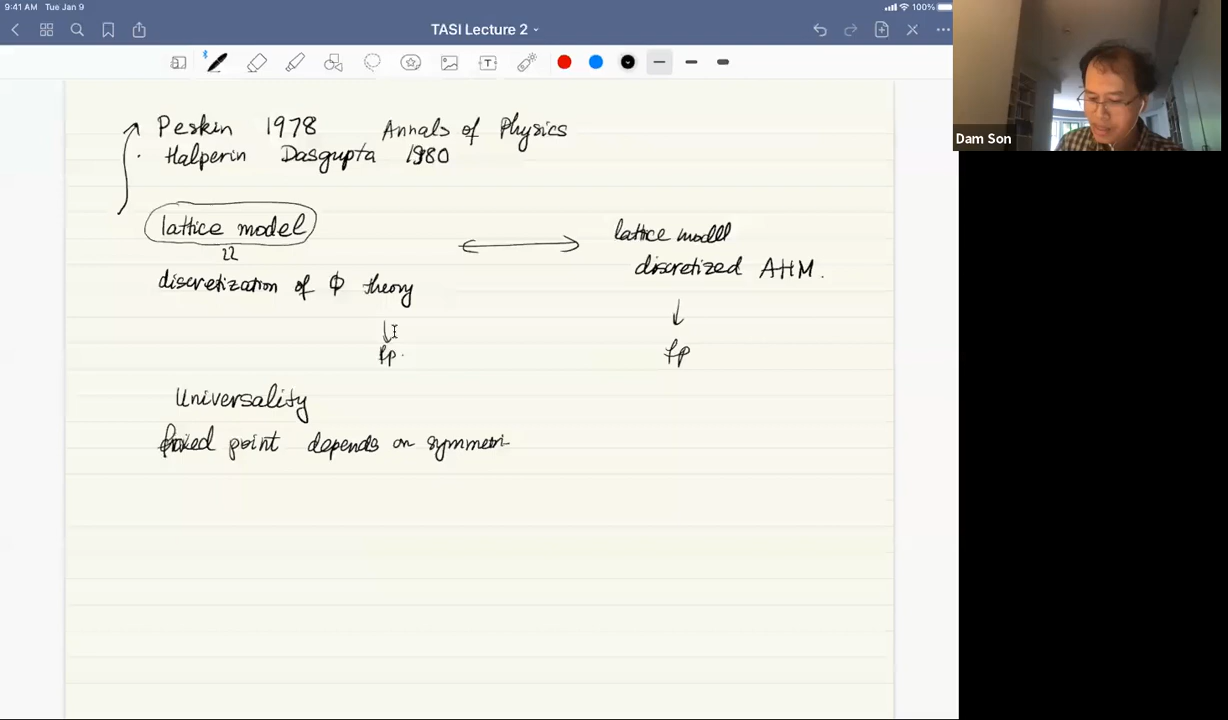 9:41 AM Tue Jan 9
100%
TASI Lecture 2
Dam Son
Peskin 1978 Annals of Physics
Halperin Dasgupta 1980
lattice model
discretization of ϕ theory
fp.
lattice modell
discretized AHM.
fp
Universality
fixed point depends on symmetri